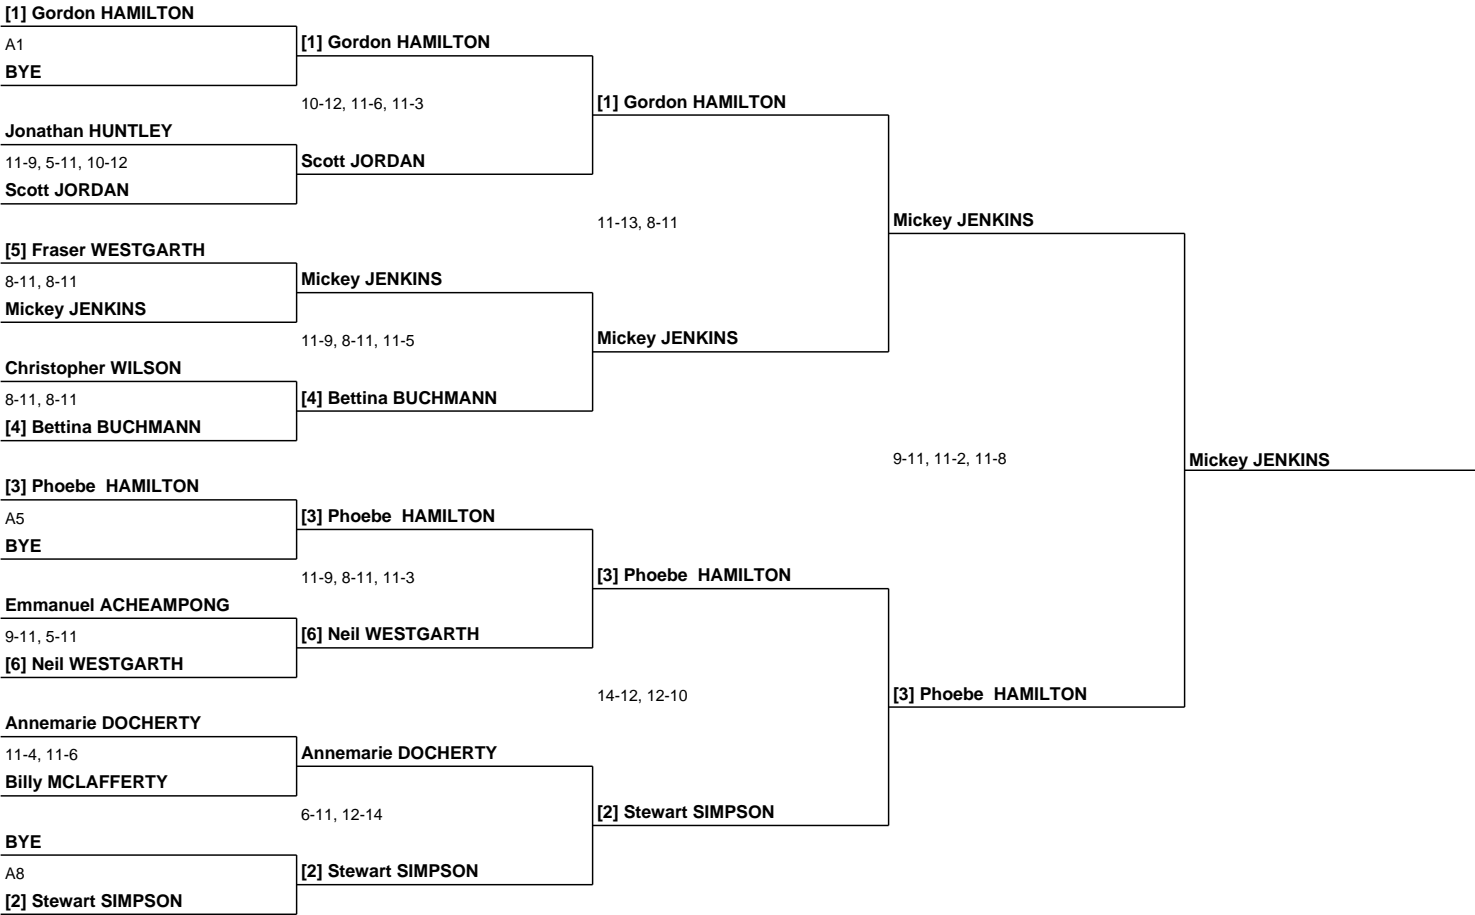 [1] Gordon HAMILTON
A1
BYE
Jonathan HUNTLEY
11-9, 5-11, 10-12
Scott JORDAN
[5] Fraser WESTGARTH
8-11, 8-11
Mickey JENKINS
Christopher WILSON
8-11, 8-11
[4] Bettina BUCHMANN
[3] Phoebe  HAMILTON
A5
BYE
Emmanuel ACHEAMPONG
9-11, 5-11
[6] Neil WESTGARTH
Annemarie DOCHERTY
11-4, 11-6
Billy MCLAFFERTY
BYE
A8
[2] Stewart SIMPSON
[1] Gordon HAMILTON
10-12, 11-6, 11-3
Scott JORDAN
Mickey JENKINS
11-9, 8-11, 11-5
[4] Bettina BUCHMANN
[3] Phoebe  HAMILTON
11-9, 8-11, 11-3
[6] Neil WESTGARTH
Annemarie DOCHERTY
6-11, 12-14
[2] Stewart SIMPSON
[1] Gordon HAMILTON
11-13, 8-11
Mickey JENKINS
[3] Phoebe  HAMILTON
14-12, 12-10
[2] Stewart SIMPSON
Mickey JENKINS
9-11, 11-2, 11-8
[3] Phoebe  HAMILTON
Mickey JENKINS